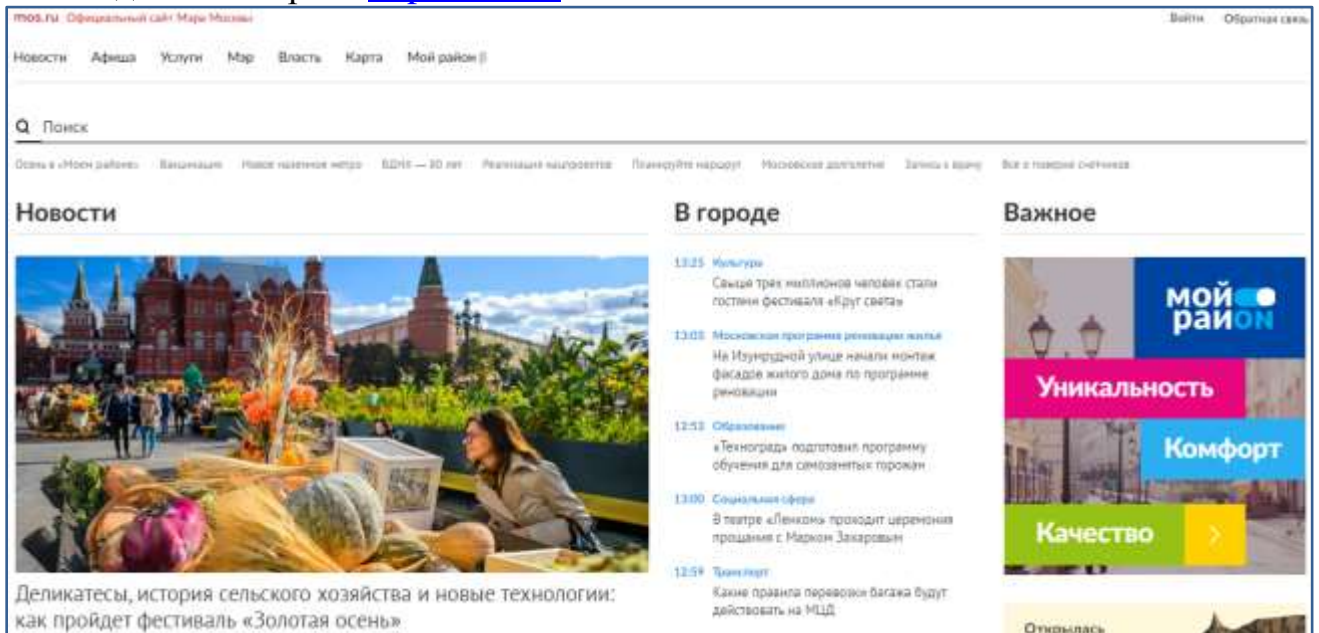 mos.ru Официальный сайт Мэра Москвы
Войти Обратная связь
Новости Афиша Услуги Мэр Власть Карта Мой район
Поиск
Осень в «Моем районе» Вакцинация Новое наземное метро ВДНХ — 80 лет Реализация нацпроектов Планируйте маршрут Московское долголетие Запись к врачу Все о поверке счетчиков
Новости
Деликатесы, история сельского хозяйства и новые технологии:
как пройдет фестиваль «Золотая осень»
В городе
13:25 Культура
Свыше трех миллионов человек стали
гостями фестиваля «Круг света»
13:03 Московская программа реновации жилья
На Изумрудной улице начали монтаж
фасадов жилого дома по программе
реновации
12:53 Образование
«Техноград» подготовил программу
обучения для самозанятых горожан
13:00 Социальная сфера
В театре «Ленком» проходит церемония
прощания с Марком Захаровым
12:59 Транспорт
Какие правила перевозки багажа будут
действовать на МЦД
Важное
мой
район
Уникальность
Комфорт
Качество
Открылась